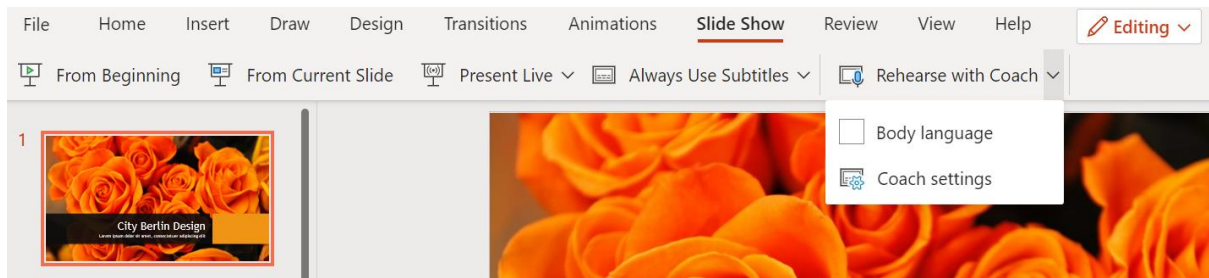 File Home Insert Draw Design Transitions Animations Slide Show Review View Help Editing
From Beginning From Current Slide Present Live Always Use Subtitles Rehearse with Coach
Body language
Coach settings
1
City Berlin Design